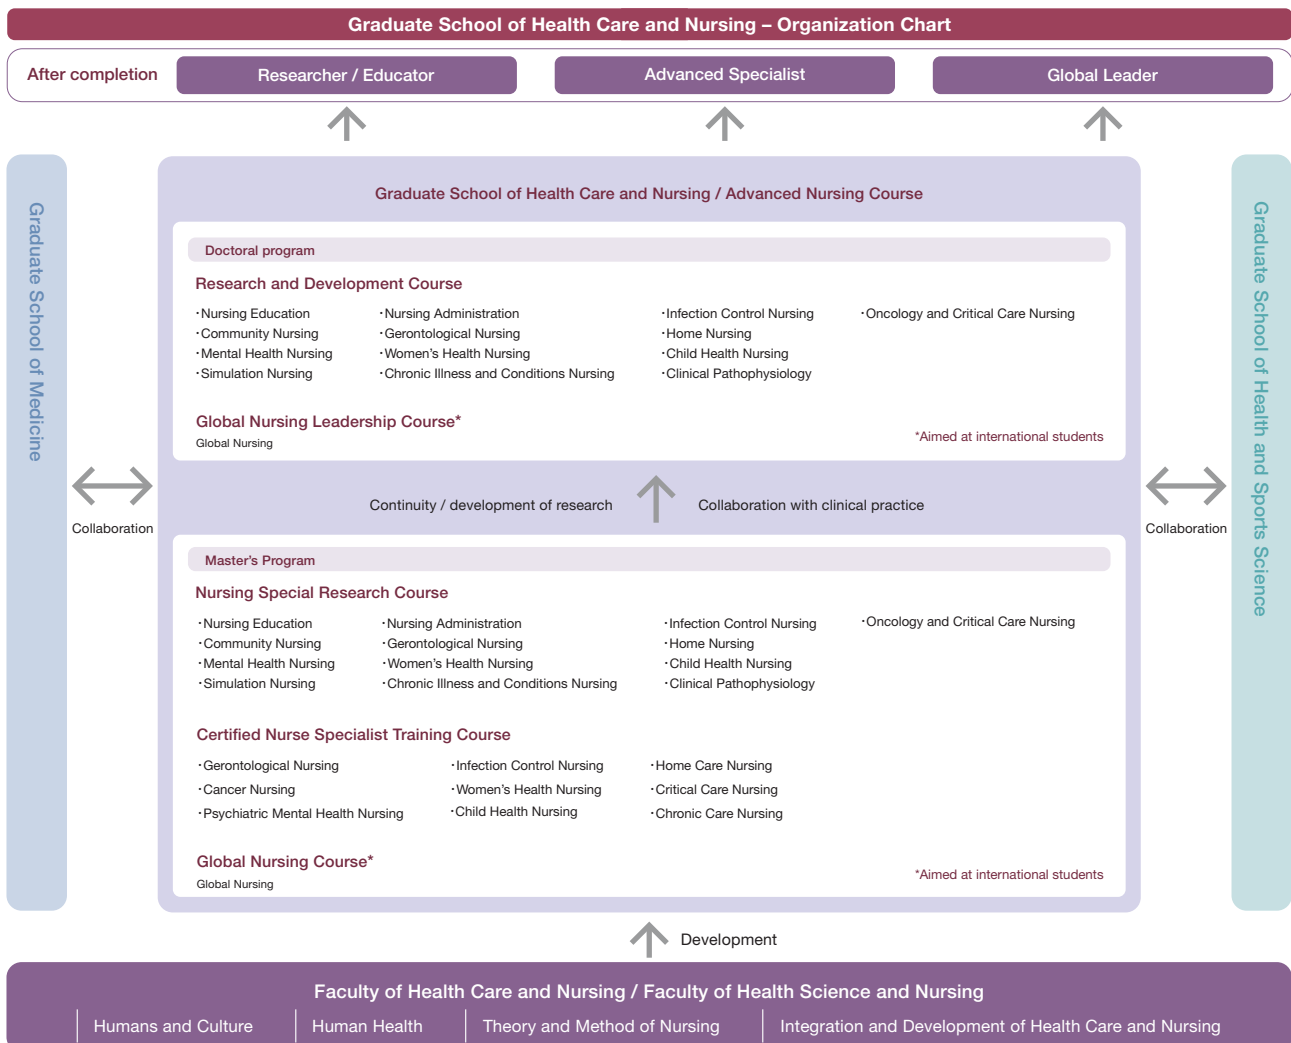 Graduate School of Health Care and Nursing – Organization Chart
After completion
Researcher / Educator
Advanced Specialist
Global Leader
Graduate School of Medicine
Collaboration
Graduate School of Health Care and Nursing / Advanced Nursing Course
Doctoral program
Research and Development Course
·Nursing Education
·Community Nursing
·Mental Health Nursing
·Simulation Nursing
·Nursing Administration
·Gerontological Nursing
·Women’s Health Nursing
·Chronic Illness and Conditions Nursing
·Infection Control Nursing
·Home Nursing
·Child Health Nursing
·Clinical Pathophysiology
·Oncology and Critical Care Nursing
Global Nursing Leadership Course*
Global Nursing
*Aimed at international students
Continuity / development of research
Collaboration with clinical practice
Master’s Program
Nursing Special Research Course
·Nursing Education
·Community Nursing
·Mental Health Nursing
·Simulation Nursing
·Nursing Administration
·Gerontological Nursing
·Women’s Health Nursing
·Chronic Illness and Conditions Nursing
·Infection Control Nursing
·Home Nursing
·Child Health Nursing
·Clinical Pathophysiology
·Oncology and Critical Care Nursing
Certified Nurse Specialist Training Course
·Gerontological Nursing
·Cancer Nursing
·Psychiatric Mental Health Nursing
·Infection Control Nursing
·Women’s Health Nursing
·Child Health Nursing
·Home Care Nursing
·Critical Care Nursing
·Chronic Care Nursing
Global Nursing Course*
Global Nursing
*Aimed at international students
Collaboration
Graduate School of Health and Sports Science
Development
Faculty of Health Care and Nursing / Faculty of Health Science and Nursing
Humans and Culture
Human Health
Theory and Method of Nursing
Integration and Development of Health Care and Nursing